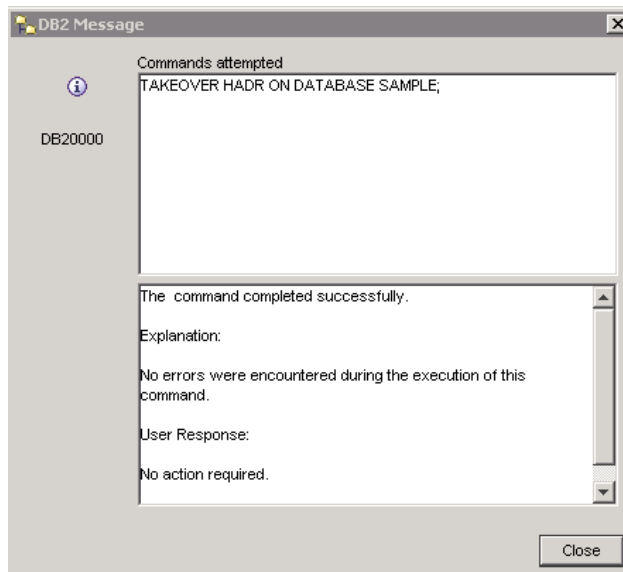 DB2 Message
Commands attempted
TAKEOVER HADR ON DATABASE SAMPLE;
DB20000
The command completed successfully.
Explanation:
No errors were encountered during the execution of this
command.
User Response:
No action required.
Close